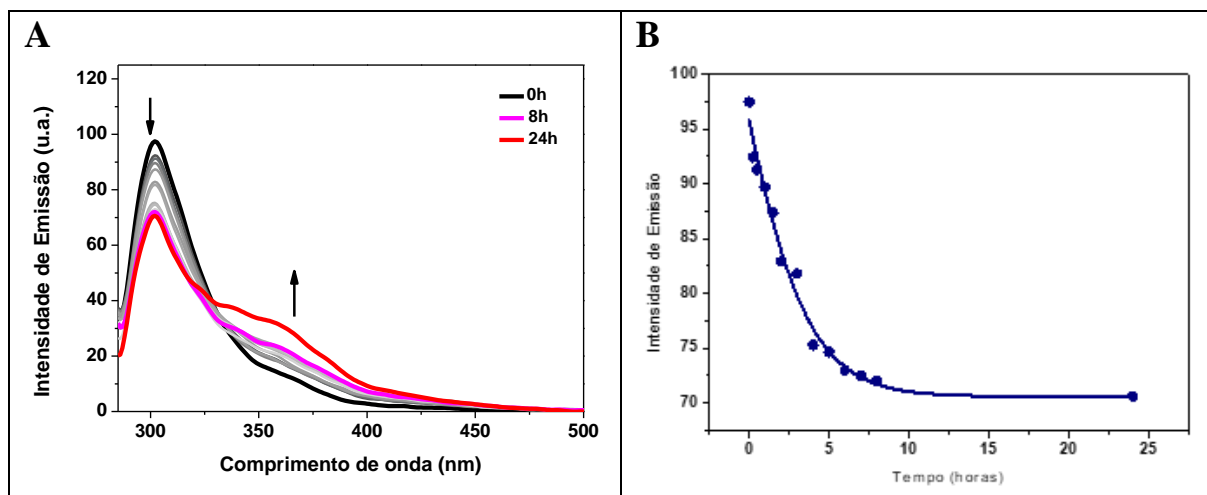 A
Intensidade de Emissão (u.a.)
120
100
80
60
40
20
0
0h
8h
24h
300
350
400
450
500
Comprimento de onda (nm)
B
Intensidade de Emissão
100
95
90
85
80
75
70
0
5
10
15
20
25
Tempo (horas)